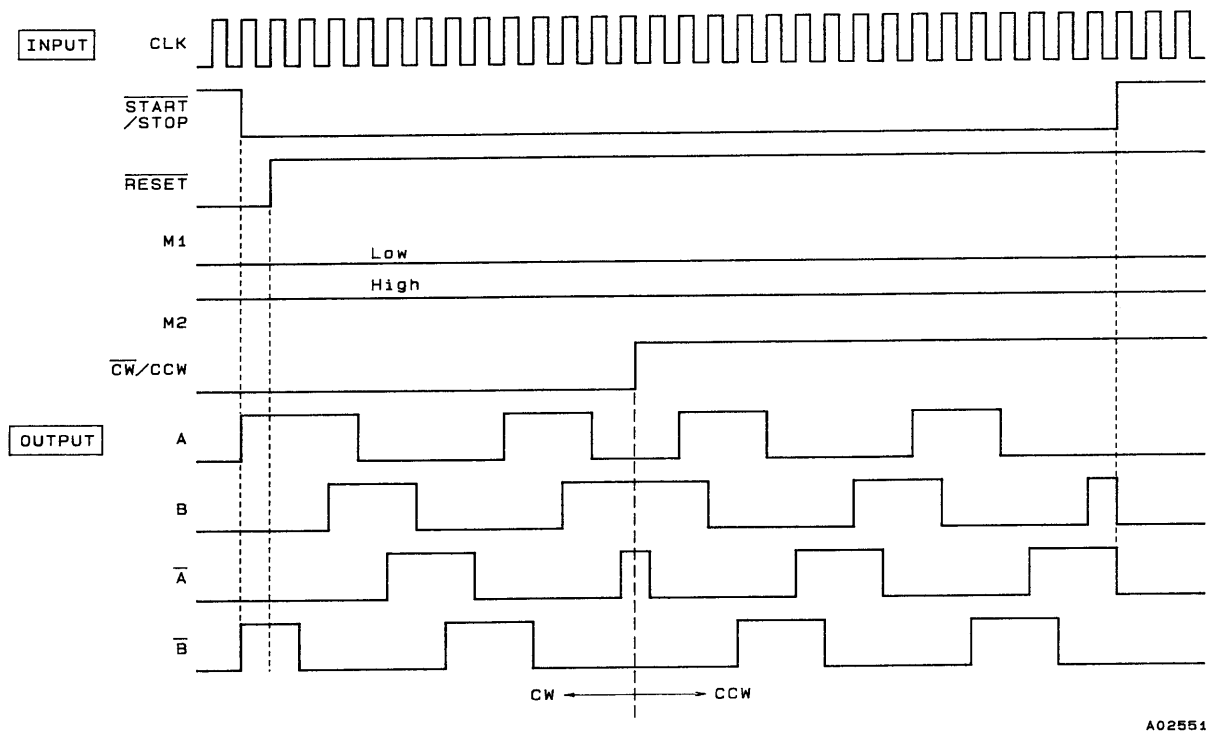 INPUT CLK
START
/STOP
RESET
M1
Low
High
M2
CW/CCW
OUTPUT A
B
A
B
CW CCW
A02551